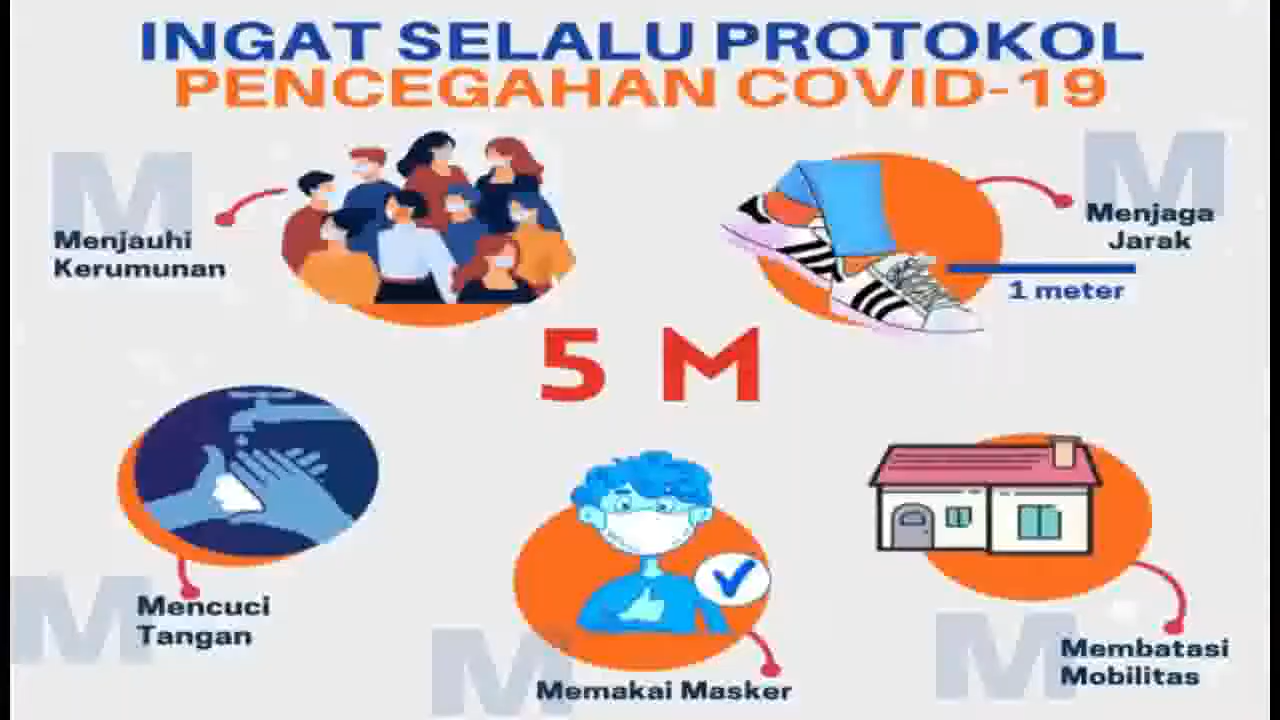 INGAT SELALU PROTOKOL
PENCEGAHAN COVID-19
M
Menjauhi
Kerumunan
M
Menjaga
Jarak
1 meter
5 M
M
Mencuci
Tangan
M
Memakai Masker
M
Membatasi
Mobilitas